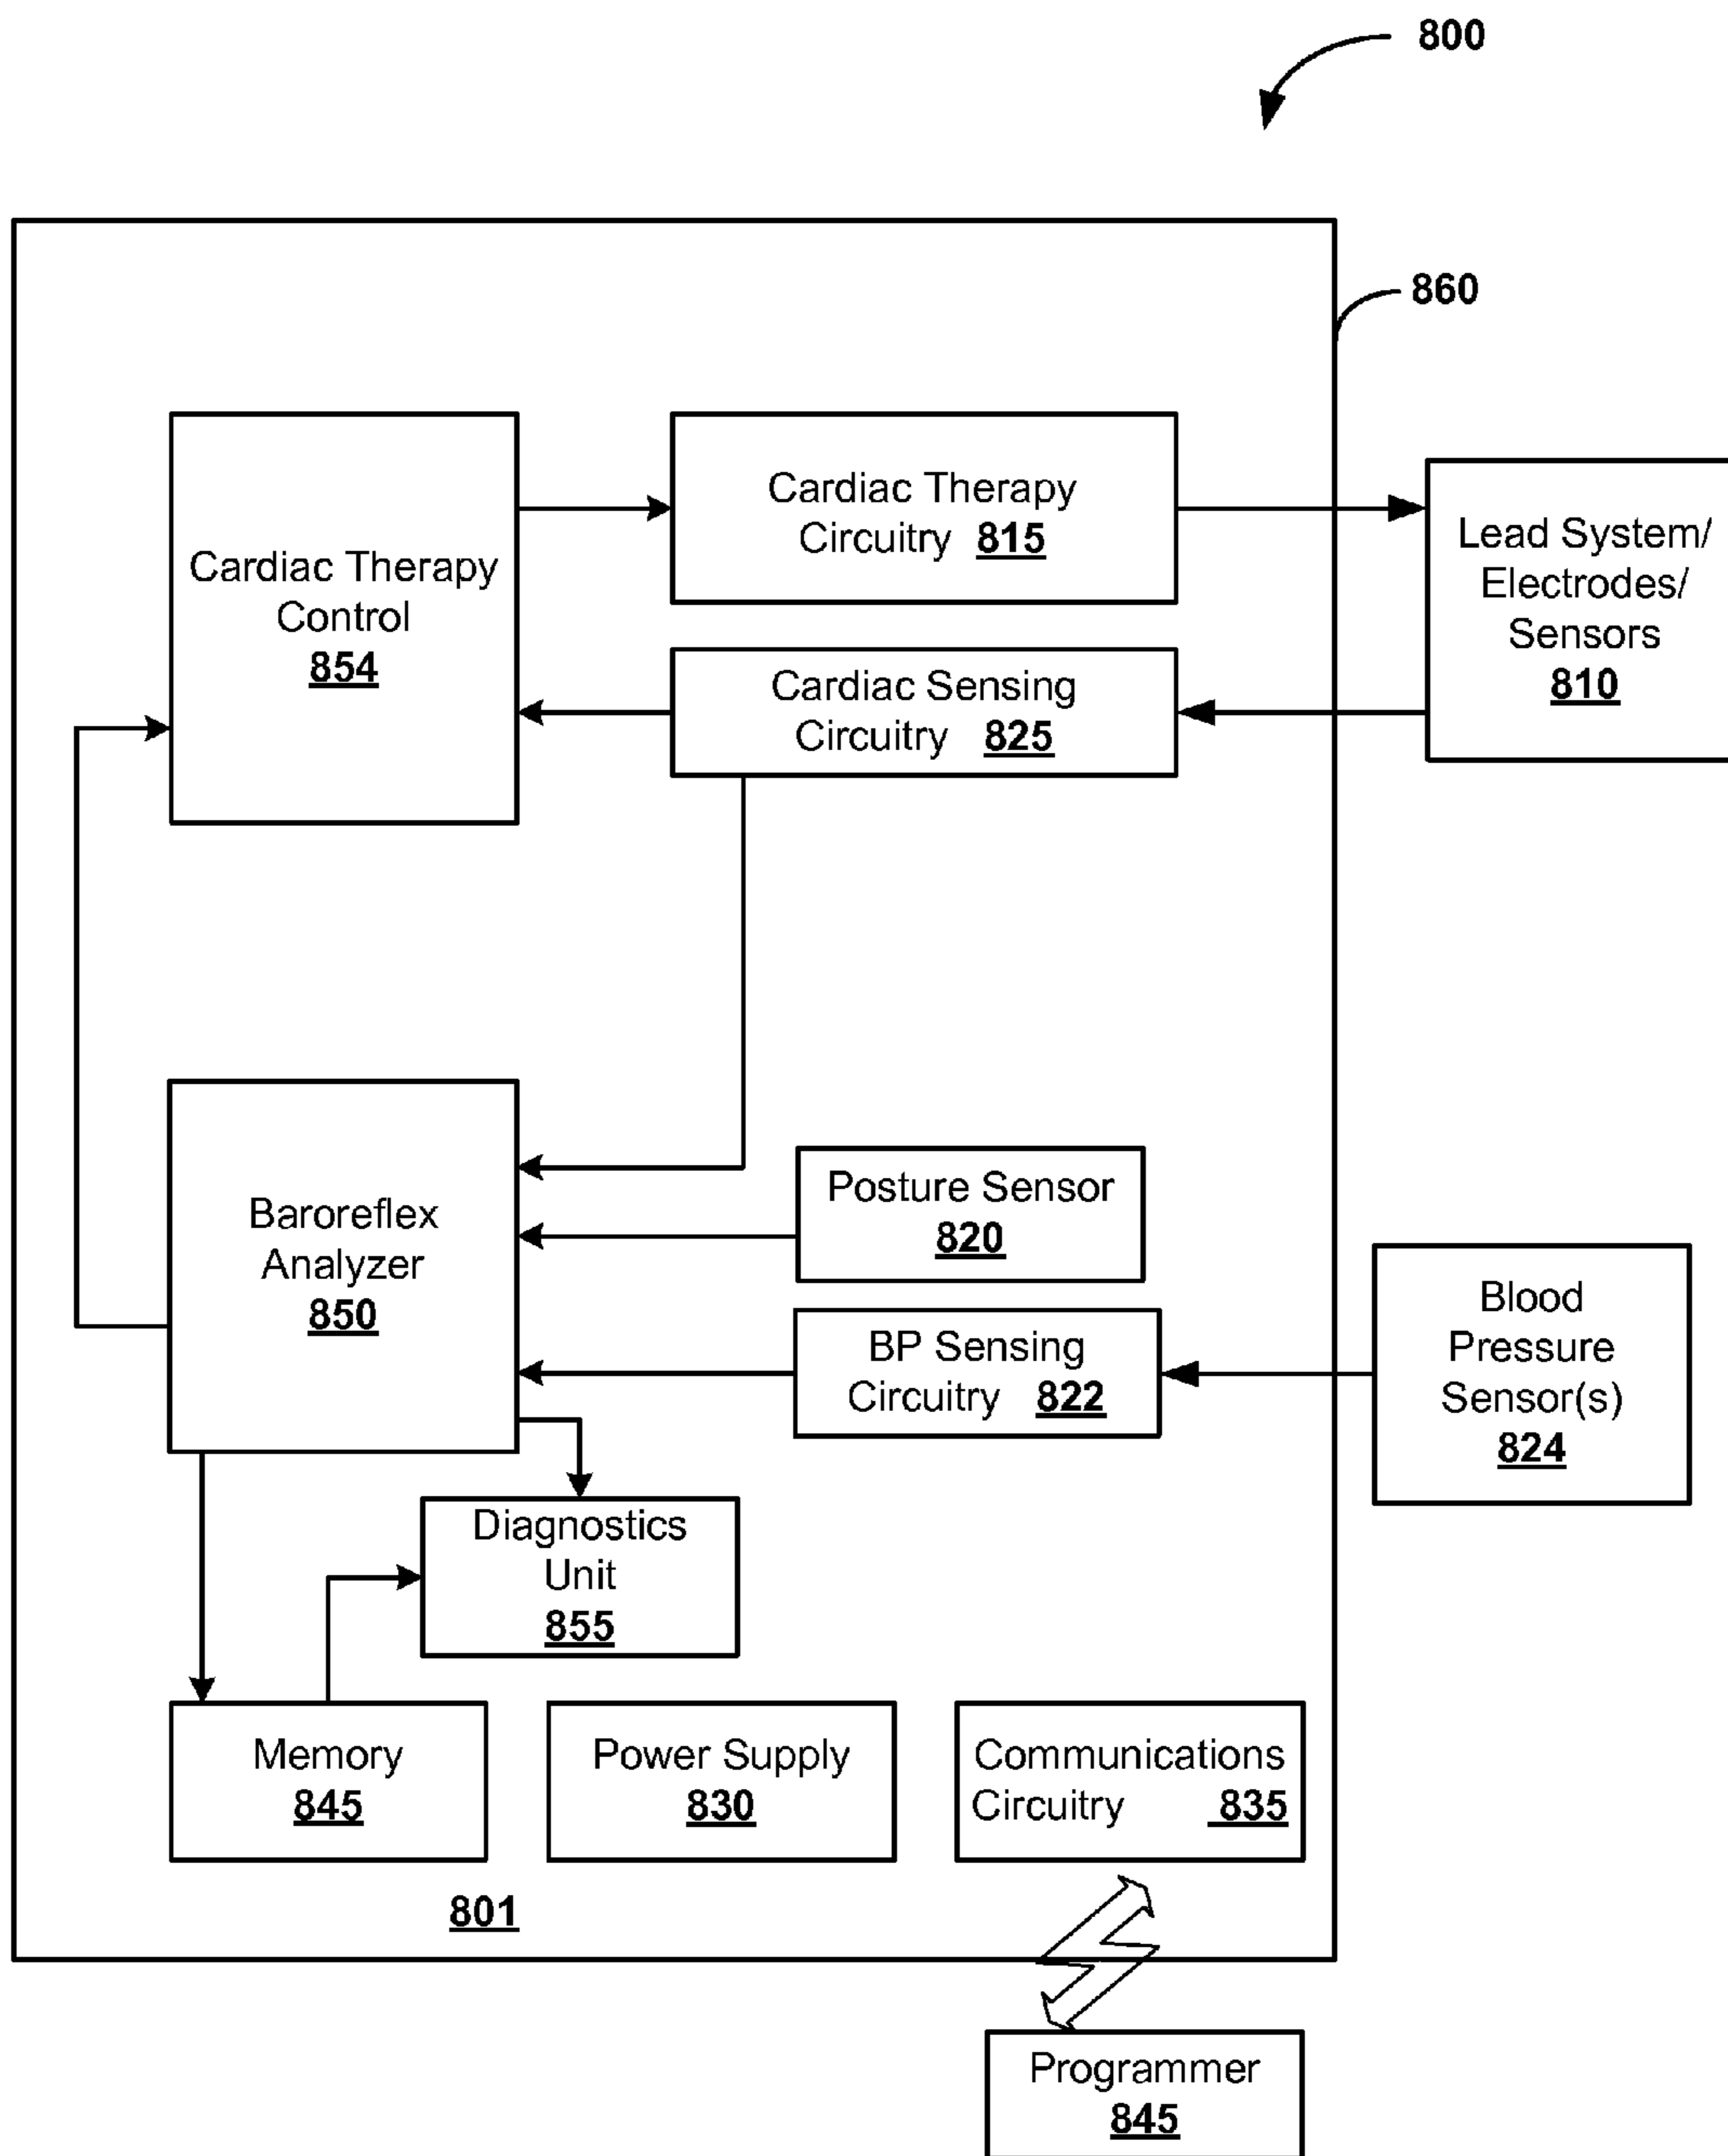 800
860
Cardiac Therapy
Control
854
Cardiac Therapy
Circuitry 815
Lead System/
Electrodes/
Sensors
810
Cardiac Sensing
Circuitry 825
Baroreflex
Analyzer
850
Posture Sensor
820
BP Sensing
Circuitry 822
Blood
Pressure
Sensor(s)
824
Diagnostics
Unit
855
Memory
845
Power Supply
830
Communications
Circuitry 835
801
Programmer
845